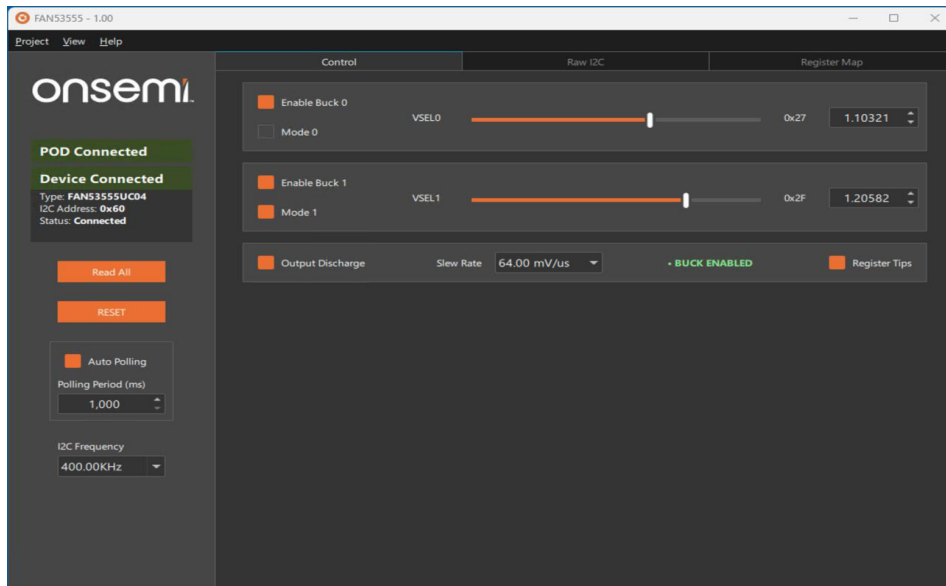 FAN53555 - 1.00
Project View Help
onsemi
Control Raw I2C Register Map
Enable Buck 0
VSEL0 0x27 1.10321
Mode 0
POD Connected
Device Connected
Type: FAN53555UC04
I2C Address: 0x60
Status: Connected
Enable Buck 1
VSEL1 0x2F 1.20582
Mode 1
Output Discharge Slew Rate 64.00 mV/us • BUCK ENABLED Register Tips
Read All
RESET
Auto Polling
Polling Period (ms)
1,000
I2C Frequency
400.00KHz